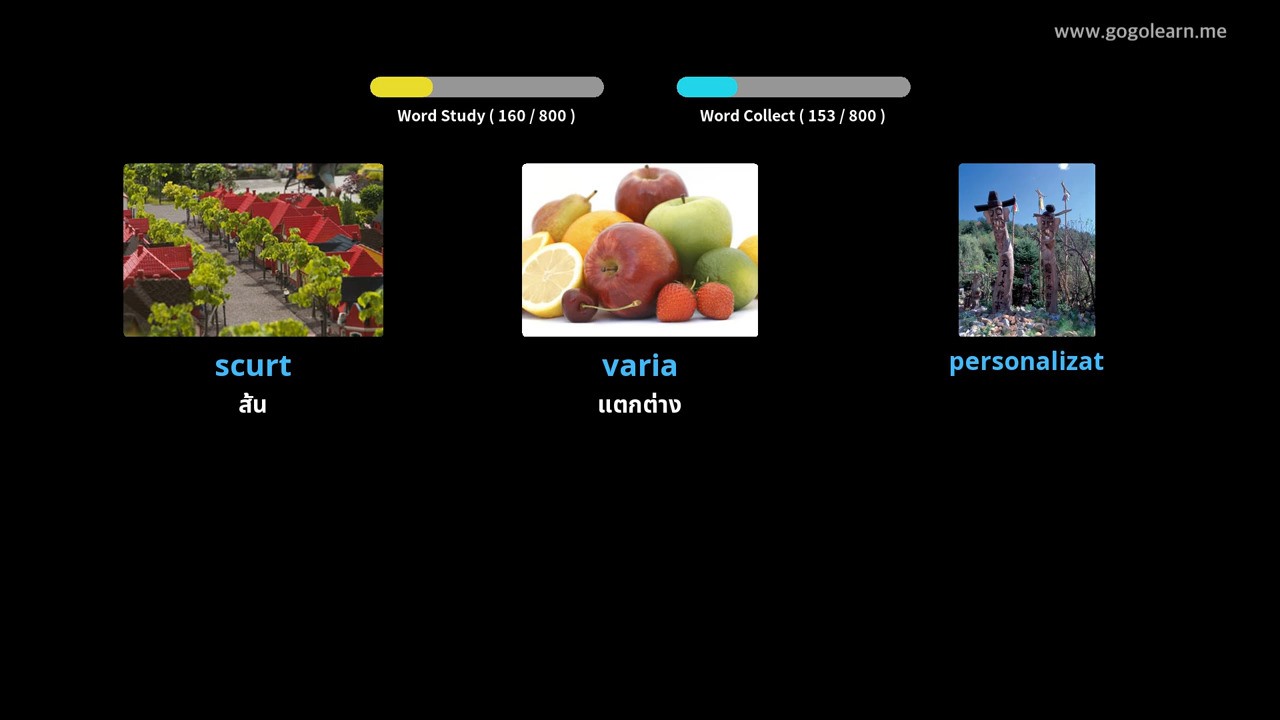 www.gogolearn.me
Word Study ( 160 / 800 )
Word Collect ( 153 / 800 )
scurt
varia
personalizat
สั้น
แตกต่าง